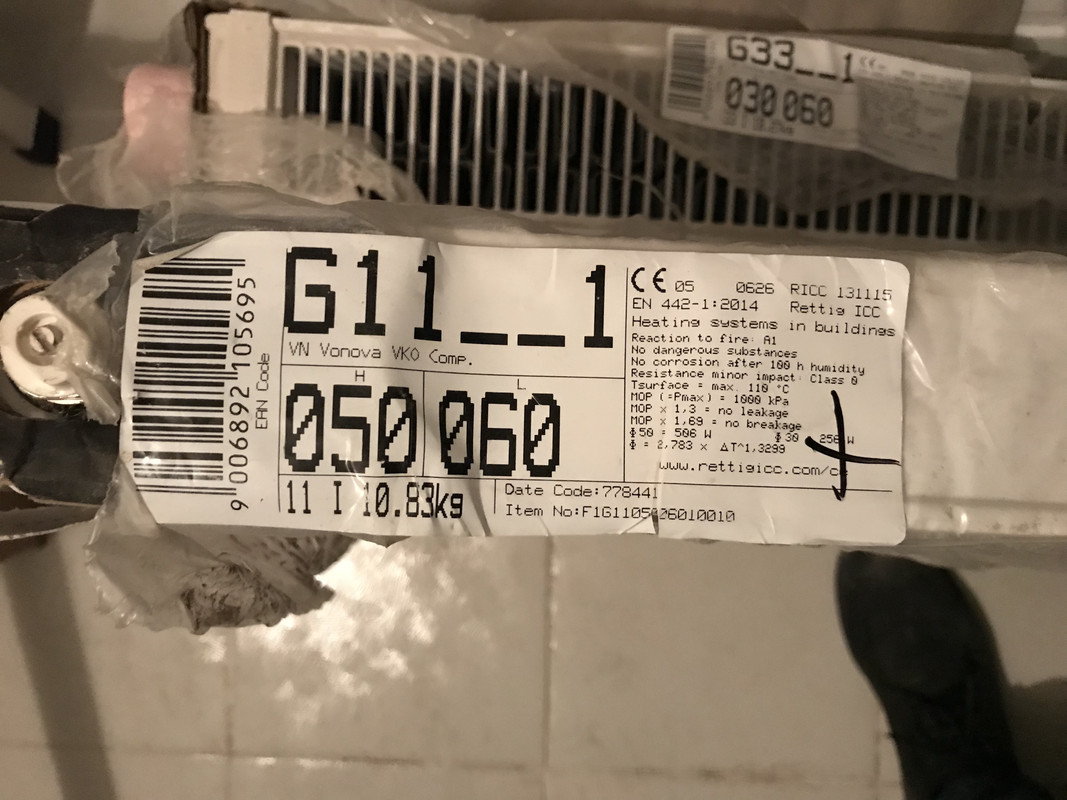 G33__1 CE
030 060
G11__1
VN Vonova VKO Comp.
H L
050 060
11 I 10.83kg
9 006892 105695
EAN Code
CE 05 0626 RICC 131115
EN 442-1:2014 Rettig ICC
Heating systems in buildings
Reaction to fire: A1
No dangerous substances
No corrosion after 100 h humidity
Resistance minor impact: Class 0
Tsurface = max. 110 °C
MOP (=Pmax) = 1000 kPa
MOP x 1,3 = no leakage
MOP x 1,69 = no breakage
Φ50 = 506 W Φ30 256 W
Φ = 2,783 x ΔT^1,3299
www.rettigicc.com/
Date Code:778441
Item No: